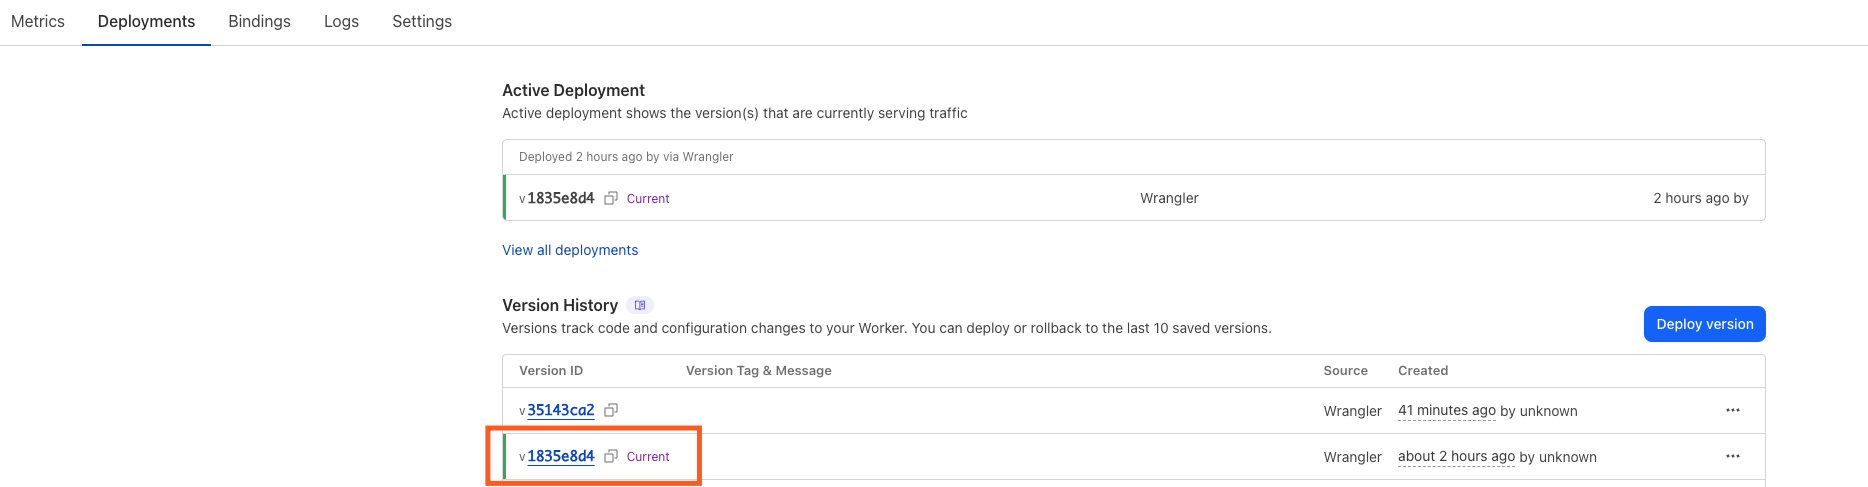 Metrics Deployments Bindings Logs Settings
Active Deployment
Active deployment shows the version(s) that are currently serving traffic
Deployed 2 hours ago by via Wrangler
v 1835e8d4 Current Wrangler 2 hours ago by
View all deployments
Version History
Versions track code and configuration changes to your Worker. You can deploy or rollback to the last 10 saved versions.
Deploy version
Version ID Version Tag & Message Source Created
v 35143ca2 Wrangler 41 minutes ago by unknown
v 1835e8d4 Current Wrangler about 2 hours ago by unknown